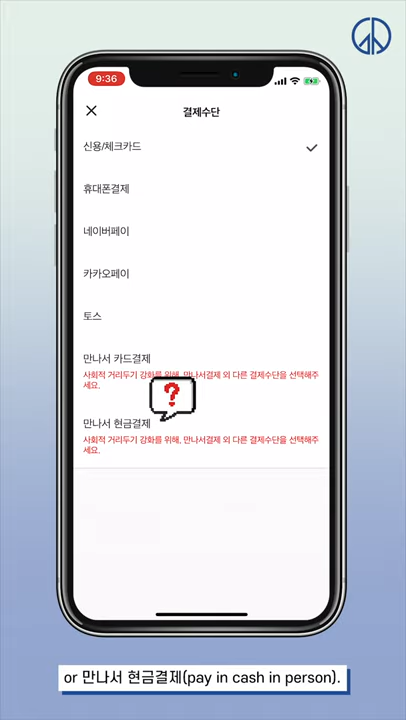 9:36
결제수단
신용/체크카드
휴대폰결제
네이버페이
카카오페이
토스
만나서 카드결제
사회적 거리두기 강화를 위해, 만나서결제 외 다른 결제수단을 선택해주
세요.
?
만나서 현금결제
사회적 거리두기 강화를 위해, 만나서결제 외 다른 결제수단을 선택해주
세요.
or 만나서 현금결제(pay in cash in person).